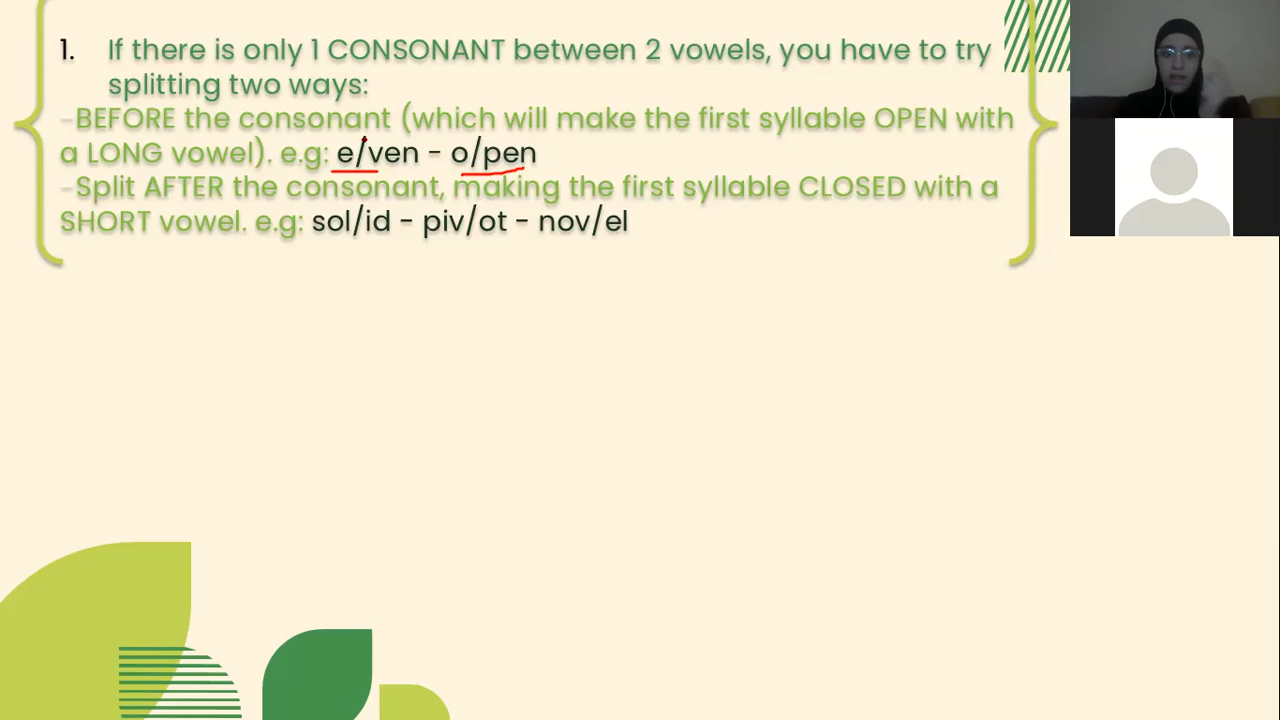 1. If there is only 1 CONSONANT between 2 vowels, you have to try
splitting two ways:
-BEFORE the consonant (which will make the first syllable OPEN with
a LONG vowel). e.g: e/ven - o/pen
-Split AFTER the consonant, making the first syllable CLOSED with a
SHORT vowel. e.g: sol/id - piv/ot - nov/el